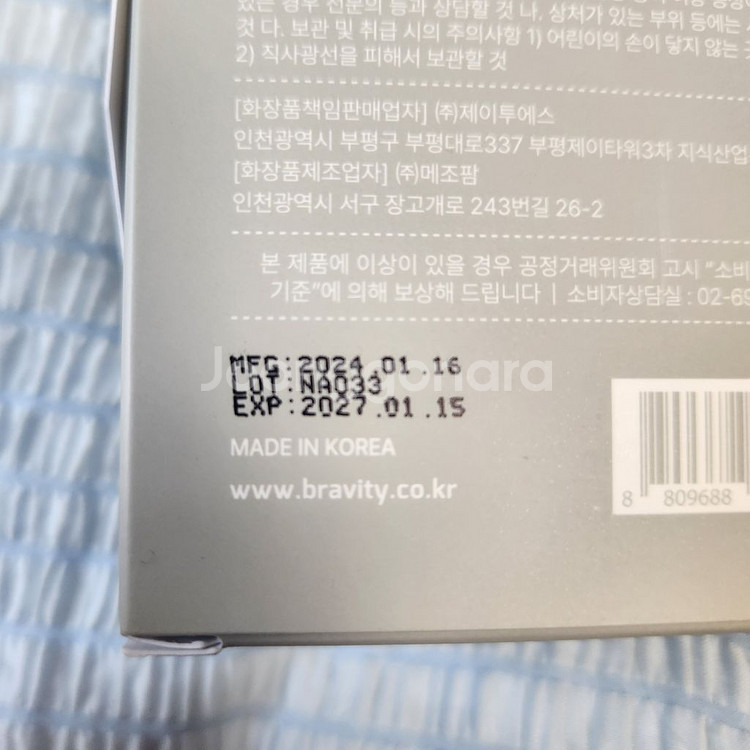 있는 경우 전문의 등과 상담할 것 나. 상처가 있는 부위 등에는
것 다. 보관 및 취급 시의 주의사항 1) 어린이의 손이 닿지 않는
2) 직사광선을 피해서 보관할 것
[화장품책임판매업자] ㈜제이투에스
인천광역시 부평구 부평대로337 부평제이타워3차 지식산업
[화장품제조업자] ㈜메조팜
인천광역시 서구 장고개로 243번길 26-2
본 제품에 이상이 있을 경우 공정거래위원회 고시 "소비
기준"에 의해 보상해 드립니다 | 소비자상담실 : 02-69
MFG:2024.01.16
LOT:NA033
EXP:2027.01.15
Joonggonara
MADE IN KOREA
www.bravity.co.kr
8 809688